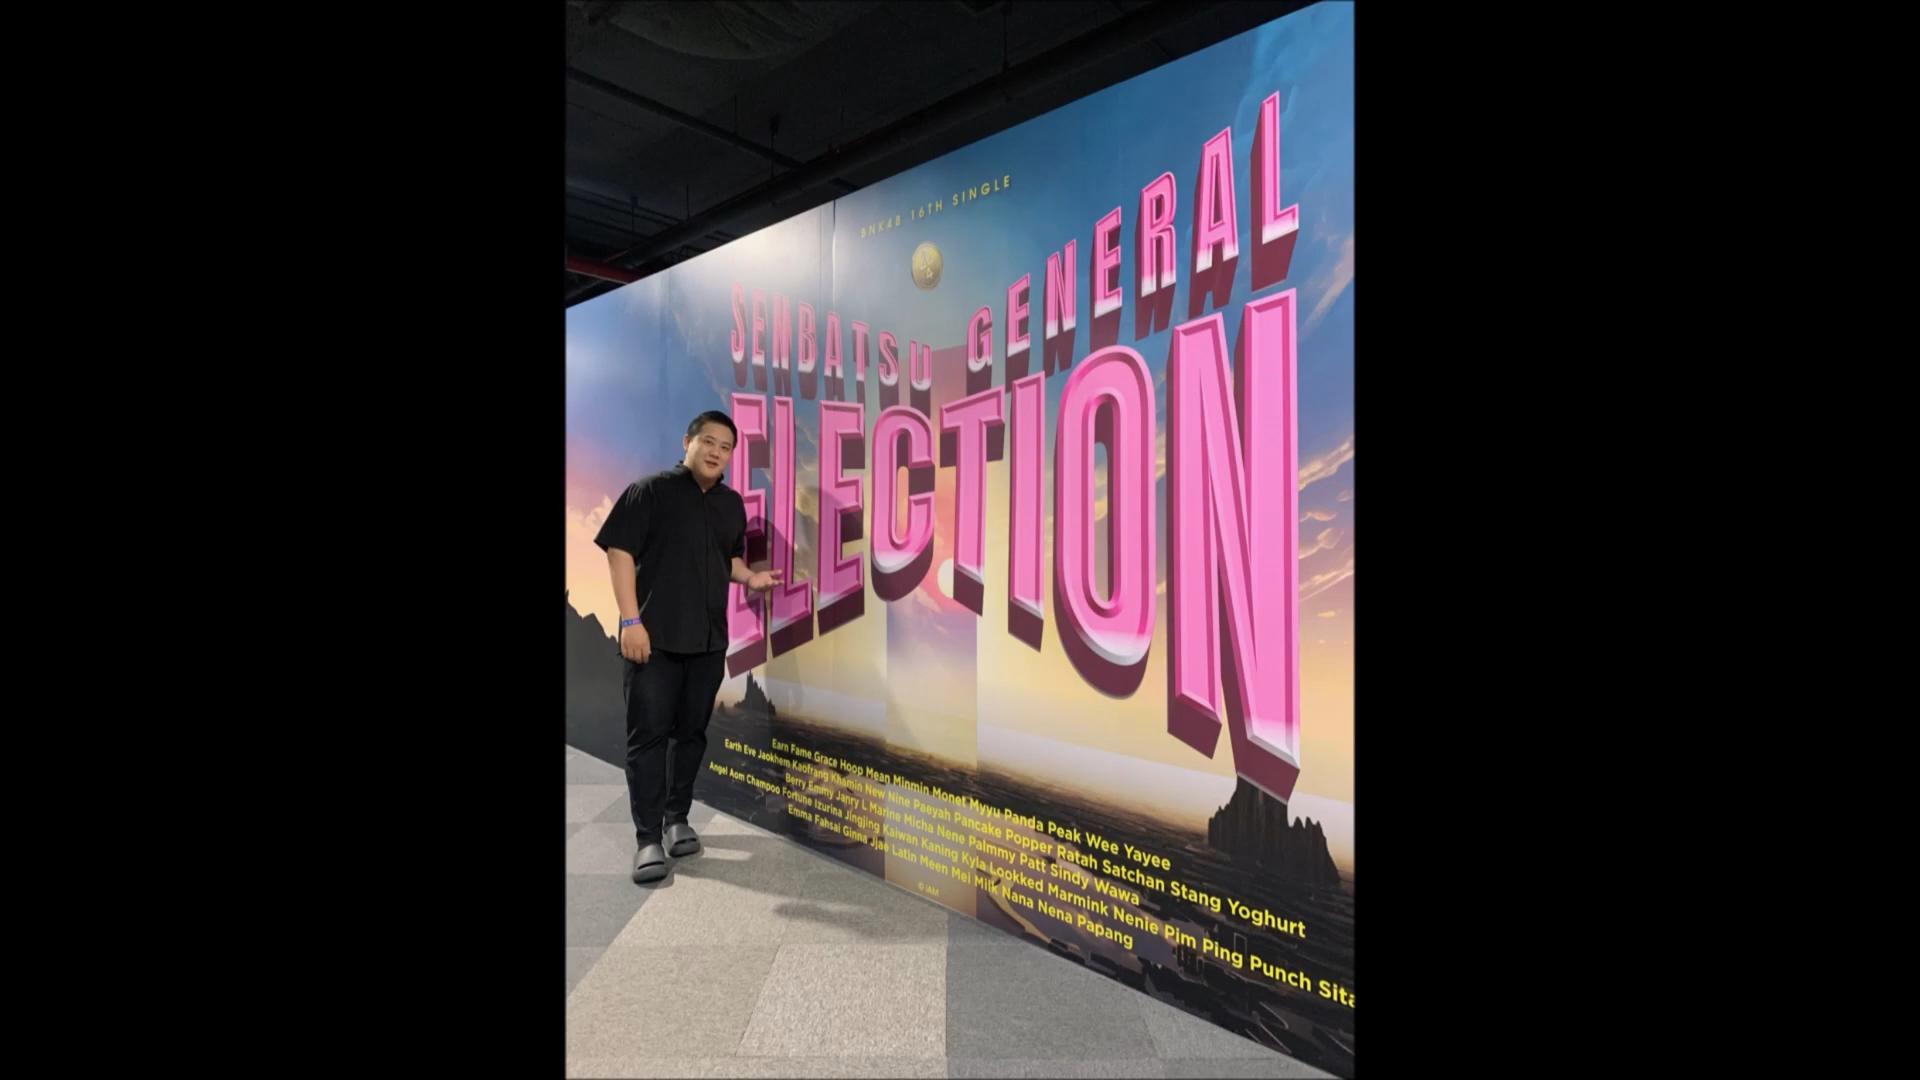 BNK48 16TH SINGLE
SENBATSU GENERAL
ELECTION
Earn Fame Grace Hoop Mean Minmin Monet Myyu Panda Peak Wee Yayee
Earth Eve Jaokhem Kaofrang Khamin New Nine Paeyah Pancake Popper Ratah Satchan Stang Yoghurt
Berry Emmy Janry L Marine Micha Nene Palmmy Patt Sindy Wawa
Angel Aom Champoo Fortune Izurina Jingjing Kaiwan Kaning Kyla Lookked Marmink Nenie Pim Ping Punch Sita
Emma Fahsai Ginna Jjae Latin Meen Mei Milk Nana Nena Papang
© iAM